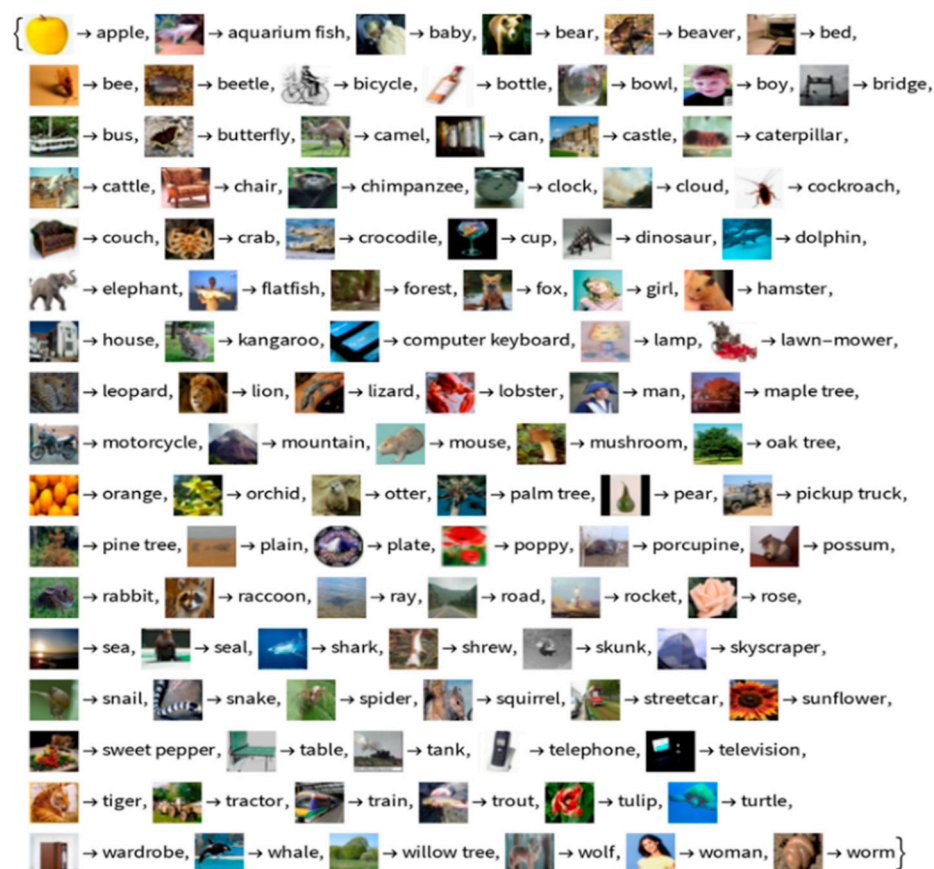 { → apple, → aquarium fish, → baby, → bear, → beaver, → bed,
→ bee, → beetle, → bicycle, → bottle, → bowl, → boy, → bridge,
→ bus, → butterfly, → camel, → can, → castle, → caterpillar,
→ cattle, → chair, → chimpanzee, → clock, → cloud, → cockroach,
→ couch, → crab, → crocodile, → cup, → dinosaur, → dolphin,
→ elephant, → flatfish, → forest, → fox, → girl, → hamster,
→ house, → kangaroo, → computer keyboard, → lamp, → lawn–mower,
→ leopard, → lion, → lizard, → lobster, → man, → maple tree,
→ motorcycle, → mountain, → mouse, → mushroom, → oak tree,
→ orange, → orchid, → otter, → palm tree, → pear, → pickup truck,
→ pine tree, → plain, → plate, → poppy, → porcupine, → possum,
→ rabbit, → raccoon, → ray, → road, → rocket, → rose,
→ sea, → seal, → shark, → shrew, → skunk, → skyscraper,
→ snail, → snake, → spider, → squirrel, → streetcar, → sunflower,
→ sweet pepper, → table, → tank, → telephone, → television,
→ tiger, → tractor, → train, → trout, → tulip, → turtle,
→ wardrobe, → whale, → willow tree, → wolf, → woman, → worm}